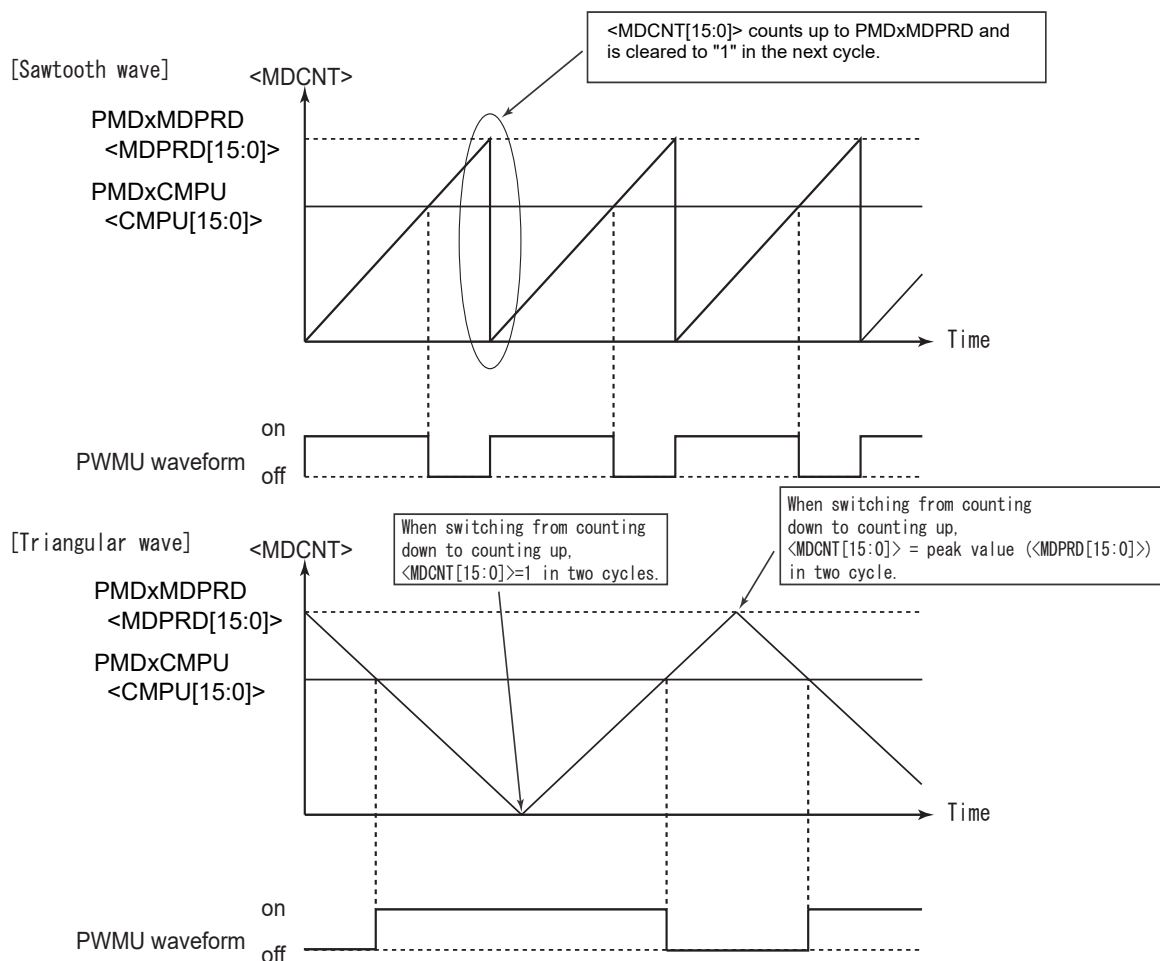 <MDCNT[15:0]> counts up to PMDxMDPRD and
is cleared to "1" in the next cycle.
[Sawtooth wave]
<MDCNT>
PMDxMDPRD
<MDPRD[15:0]>
PMDxCMPU
<CMPU[15:0]>
Time
on
PWMU waveform
off
[Triangular wave]
<MDCNT>
When switching from counting
down to counting up,
<MDCNT[15:0]>=1 in two cycles.
When switching from counting
down to counting up,
<MDCNT[15:0]> = peak value (<MDPRD[15:0]>)
in two cycle.
PMDxMDPRD
<MDPRD[15:0]>
PMDxCMPU
<CMPU[15:0]>
Time
on
PWMU waveform
off